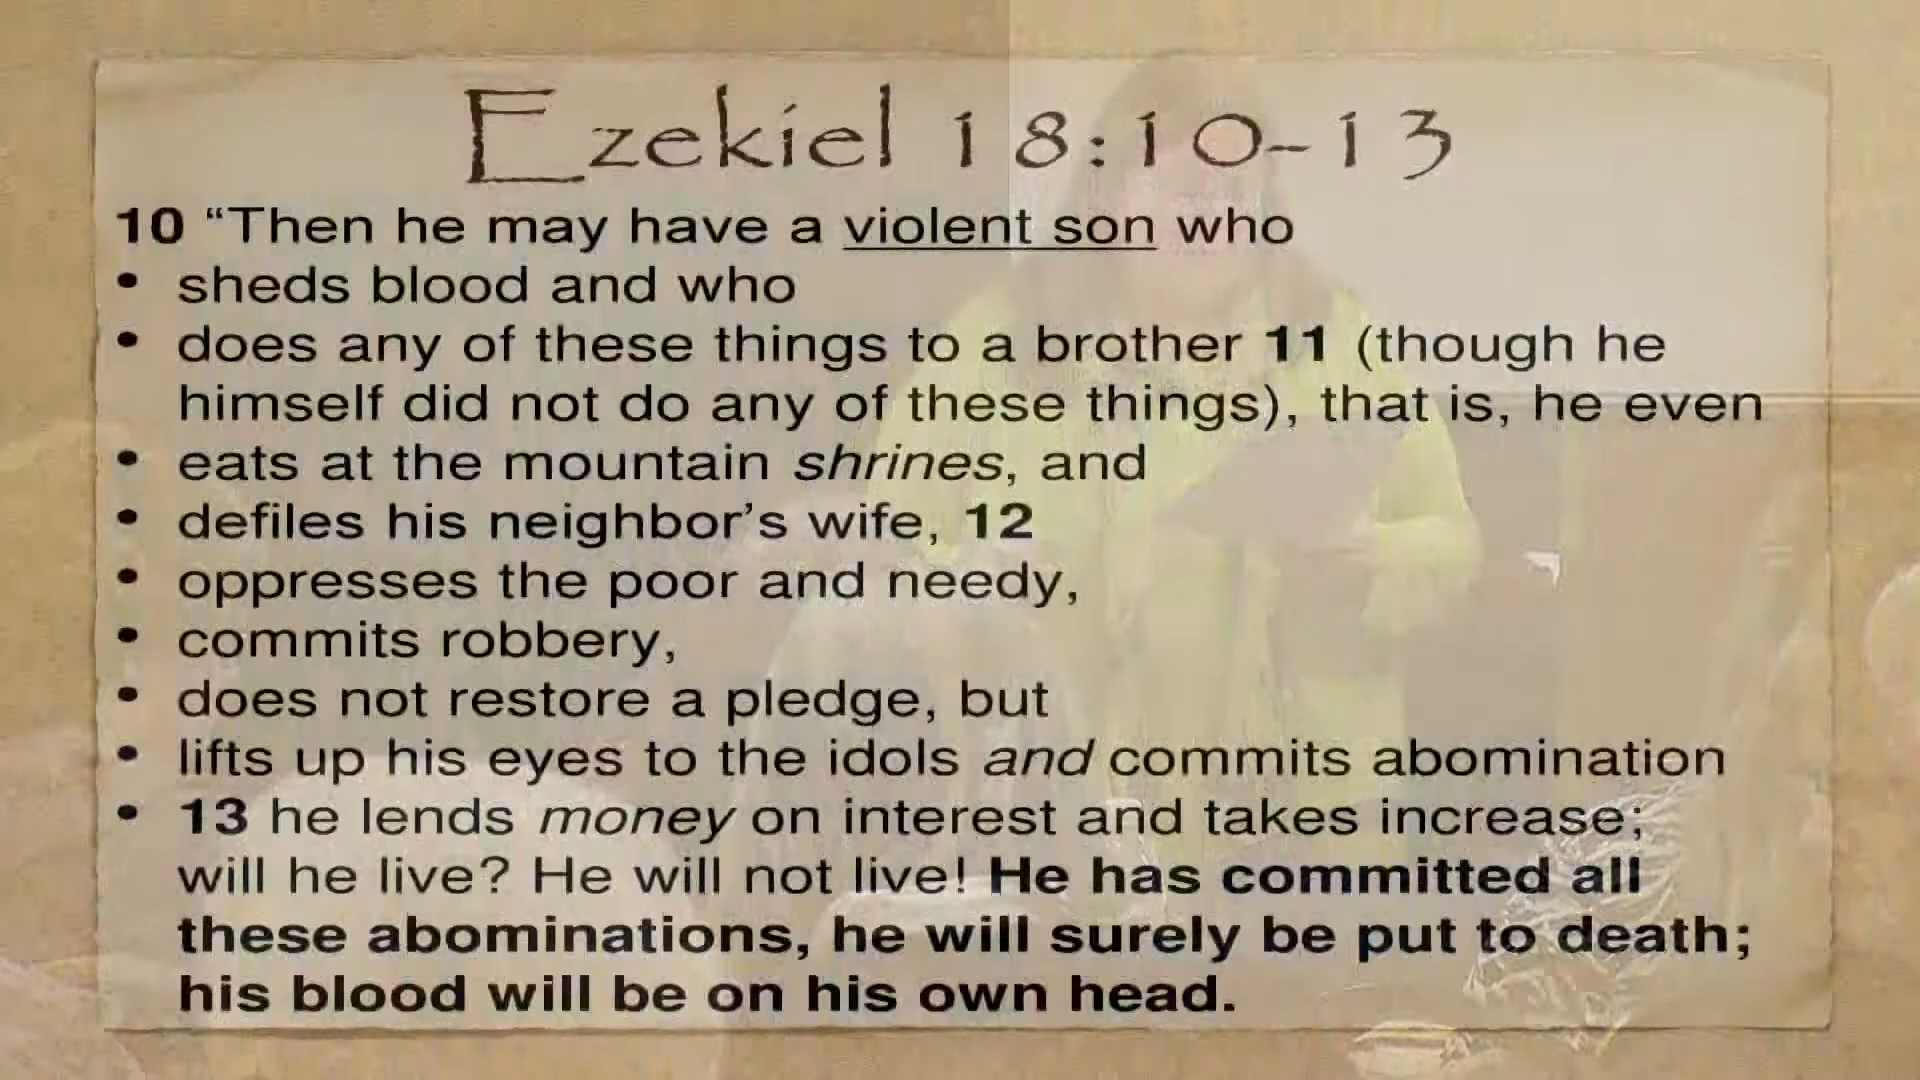 Ezekiel 18:10-13
10 “Then he may have a violent son who
• sheds blood and who
• does any of these things to a brother 11 (though he
himself did not do any of these things), that is, he even
• eats at the mountain shrines, and
• defiles his neighbor’s wife, 12
• oppresses the poor and needy,
• commits robbery,
• does not restore a pledge, but
• lifts up his eyes to the idols and commits abomination
• 13 he lends money on interest and takes increase;
will he live? He will not live! He has committed all
these abominations, he will surely be put to death;
his blood will be on his own head.